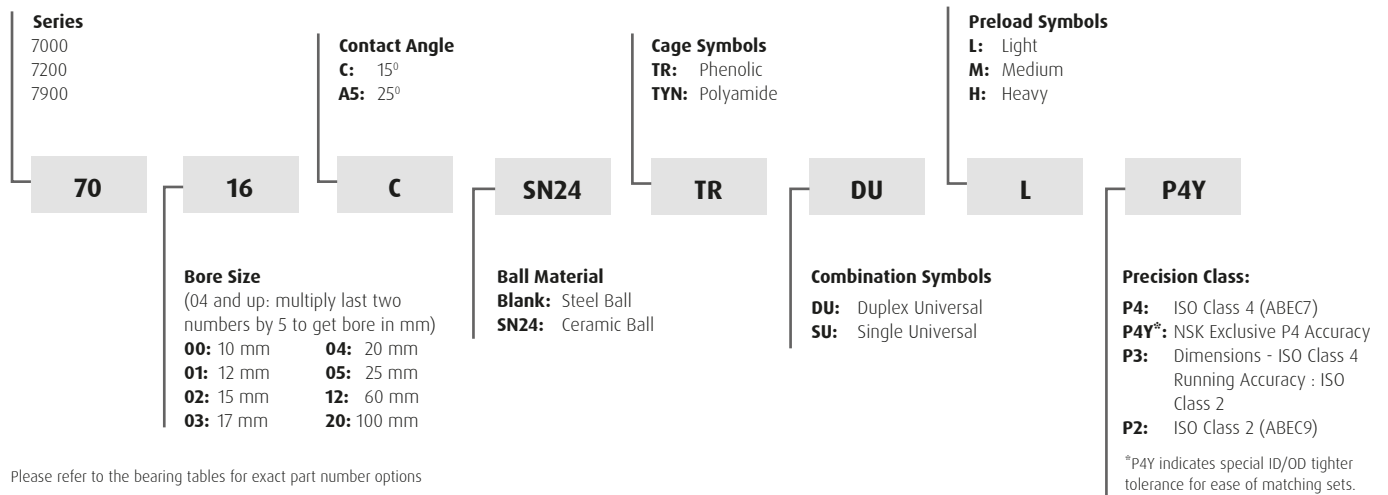 Series
7000
7200
7900
Contact Angle
C: 15⁰
A5: 25⁰
Cage Symbols
TR: Phenolic
TYN: Polyamide
Preload Symbols
L: Light
M: Medium
H: Heavy
70 16 C SN24 TR DU L P4Y
Bore Size
(04 and up: multiply last two
numbers by 5 to get bore in mm)
00: 10 mm 04: 20 mm
01: 12 mm 05: 25 mm
02: 15 mm 12: 60 mm
03: 17 mm 20: 100 mm
Ball Material
Blank: Steel Ball
SN24: Ceramic Ball
Combination Symbols
DU: Duplex Universal
SU: Single Universal
Precision Class:
P4: ISO Class 4 (ABEC7)
P4Y*: NSK Exclusive P4 Accuracy
P3: Dimensions - ISO Class 4
Running Accuracy : ISO
Class 2
P2: ISO Class 2 (ABEC9)
*P4Y indicates special ID/OD tighter
tolerance for ease of matching sets.
Please refer to the bearing tables for exact part number options